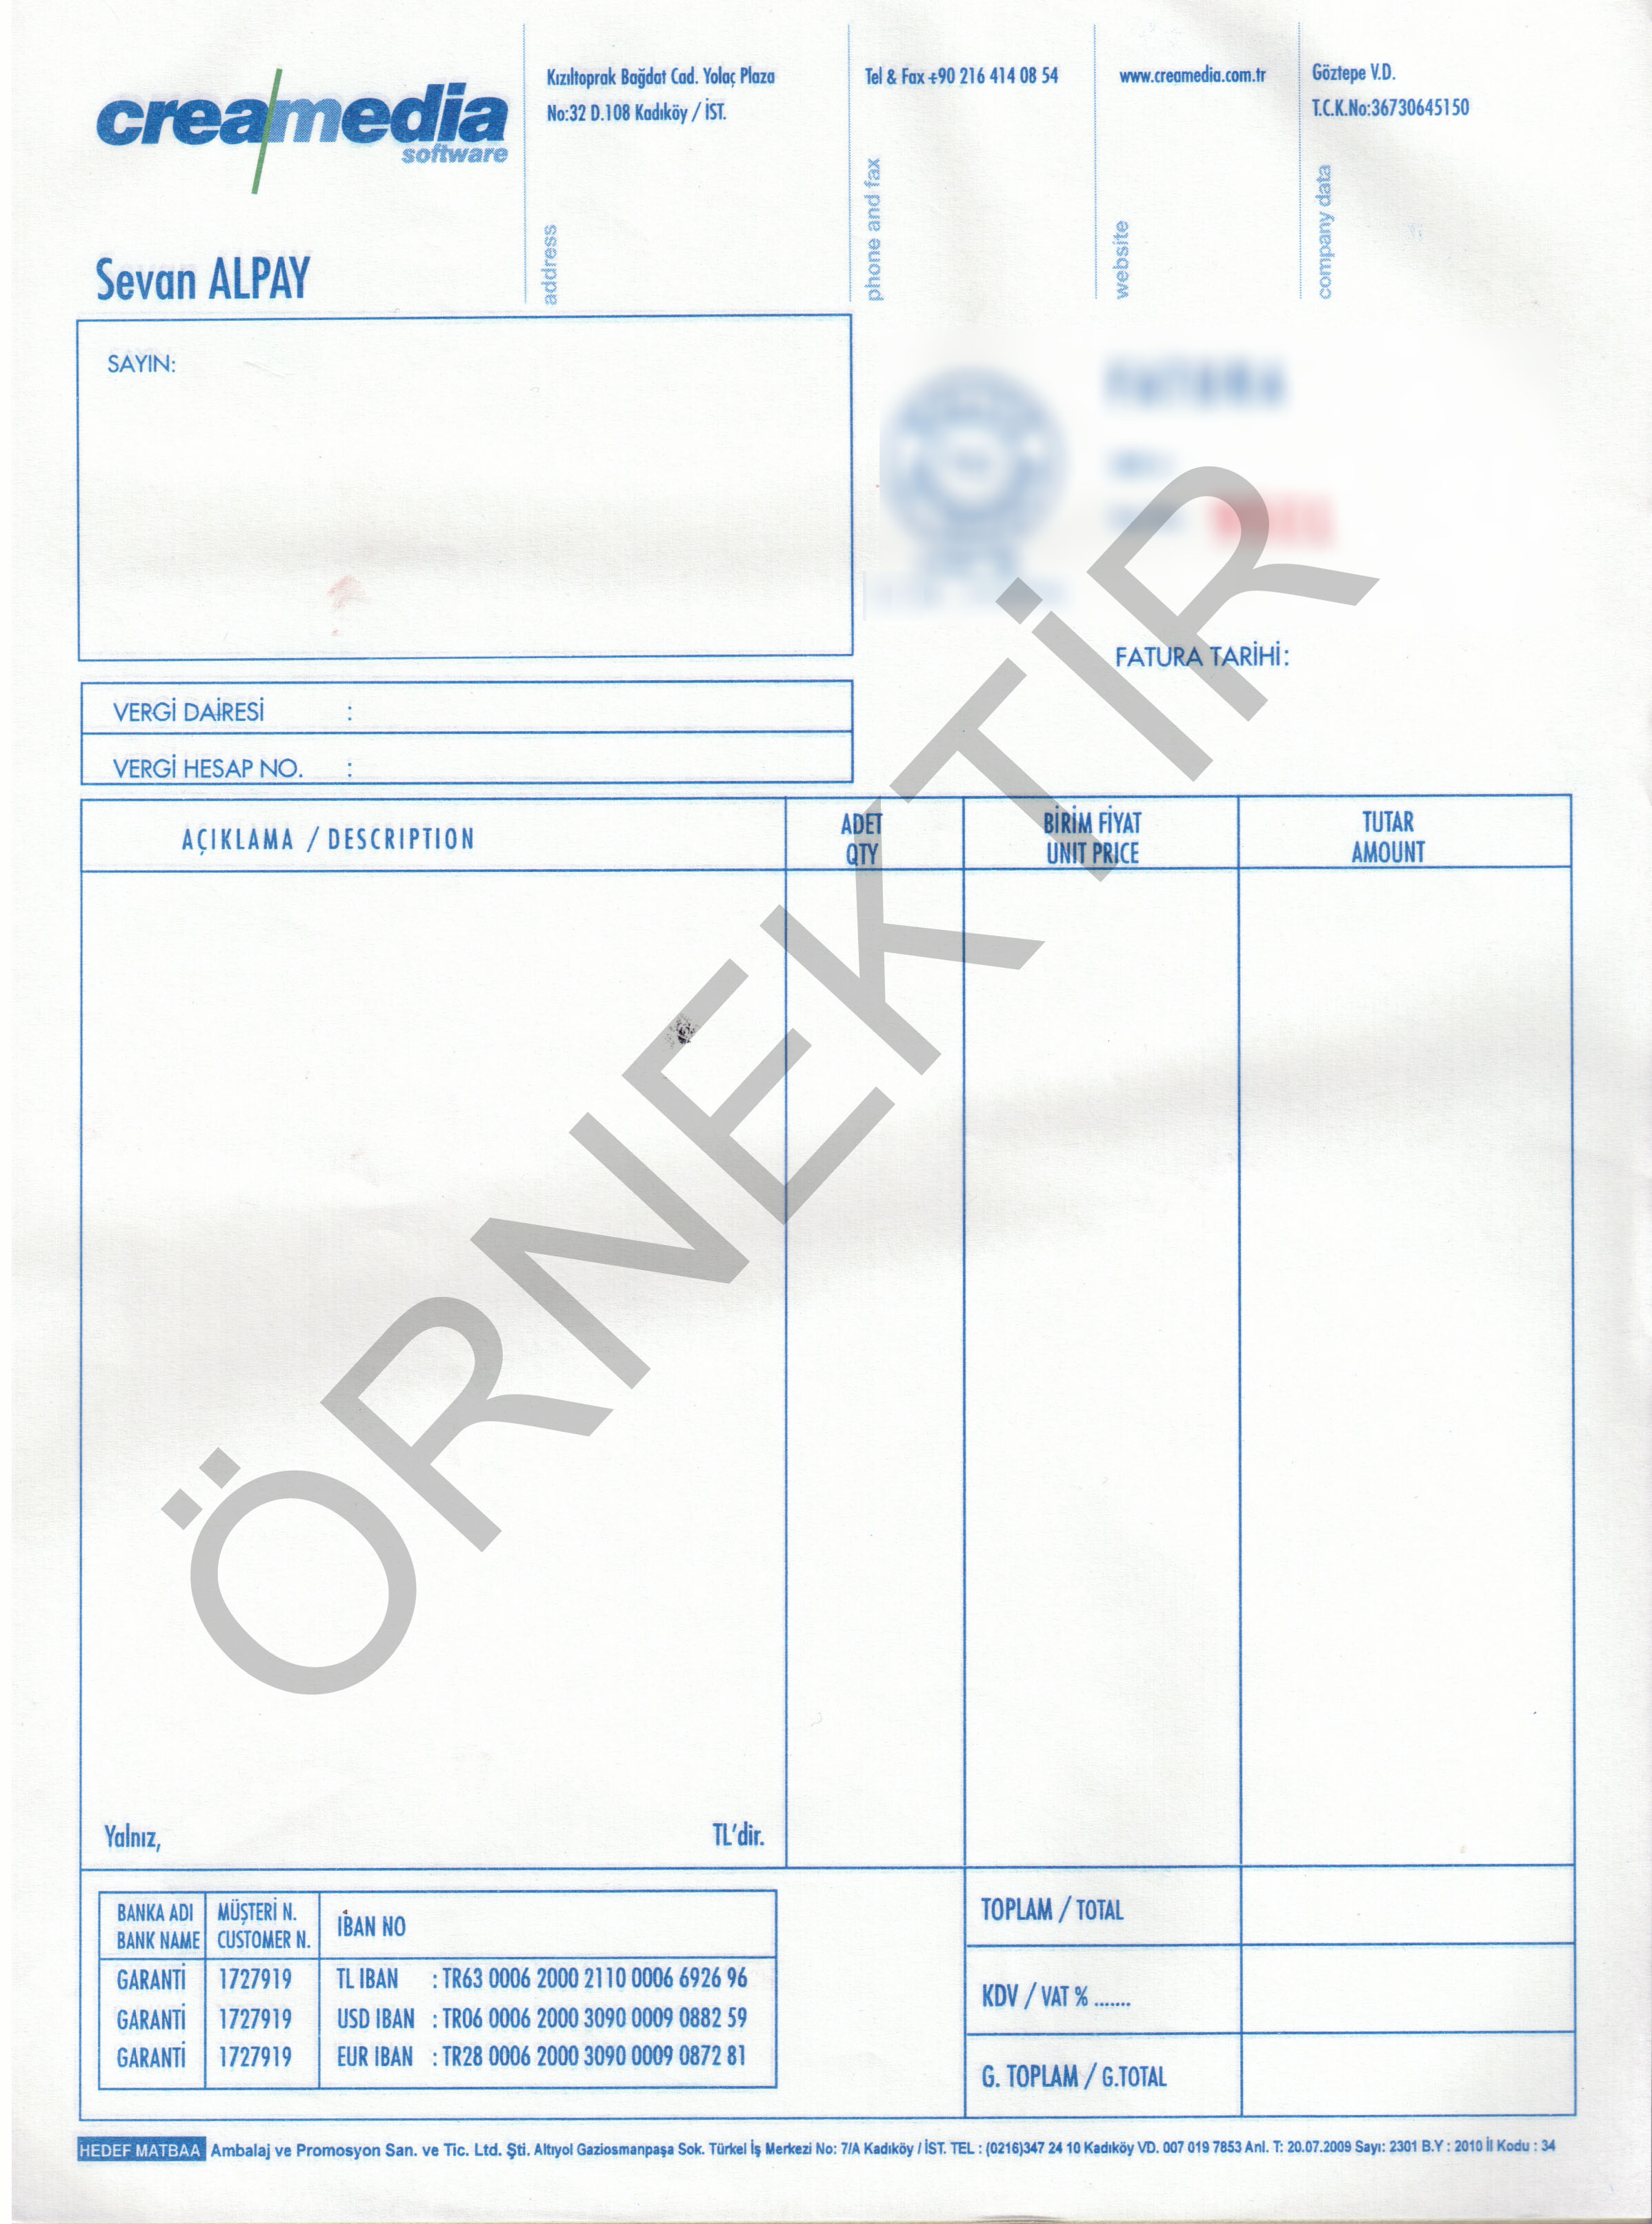 creamedia
software
Sevan ALPAY
Kızıltoprak Bağdat Cad. Yolaç Plaza
No:32 D.108 Kadıköy / İST.
address
Tel & Fax +90 216 414 08 54
phone and fax
www.creamedia.com.tr
website
Göztepe V.D.
T.C.K.No:36730645150
company data
SAYIN:
FATURA
FATURA TARİHİ:
VERGİ DAİRESİ :
VERGİ HESAP NO. :
AÇIKLAMA / DESCRIPTION
ADET
QTY
BİRİM FİYAT
UNIT PRICE
TUTAR
AMOUNT
ÖRNEKTİR
Yalnız, TL'dir.
BANKA ADI
BANK NAME
MÜŞTERİ N.
CUSTOMER N.
IBAN NO
GARANTİ 1727919 TL IBAN : TR63 0006 2000 2110 0006 6926 96
GARANTİ 1727919 USD IBAN : TR06 0006 2000 3090 0009 0882 59
GARANTİ 1727919 EUR IBAN : TR28 0006 2000 3090 0009 0872 81
TOPLAM / TOTAL
KDV / VAT % .......
G. TOPLAM / G.TOTAL
HEDEF MATBAA Ambalaj ve Promosyon San. ve Tic. Ltd. Şti. Altıyol Gaziosmanpaşa Sok. Türkel İş Merkezi No: 7/A Kadıköy / İST. TEL : (0216)347 24 10 Kadıköy VD. 007 019 7853 Anl. T: 20.07.2009 Sayı: 2301 B.Y : 2010 İl Kodu : 34